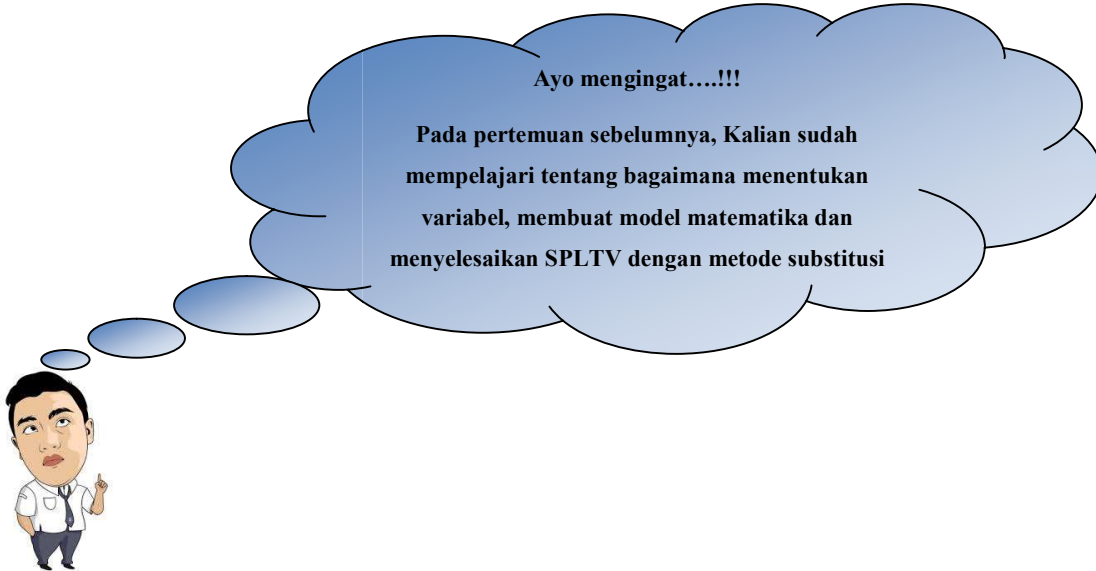 Ayo mengingat….!!!
Pada pertemuan sebelumnya, Kalian sudah
mempelajari tentang bagaimana menentukan
variabel, membuat model matematika dan
menyelesaikan SPLTV dengan metode substitusi